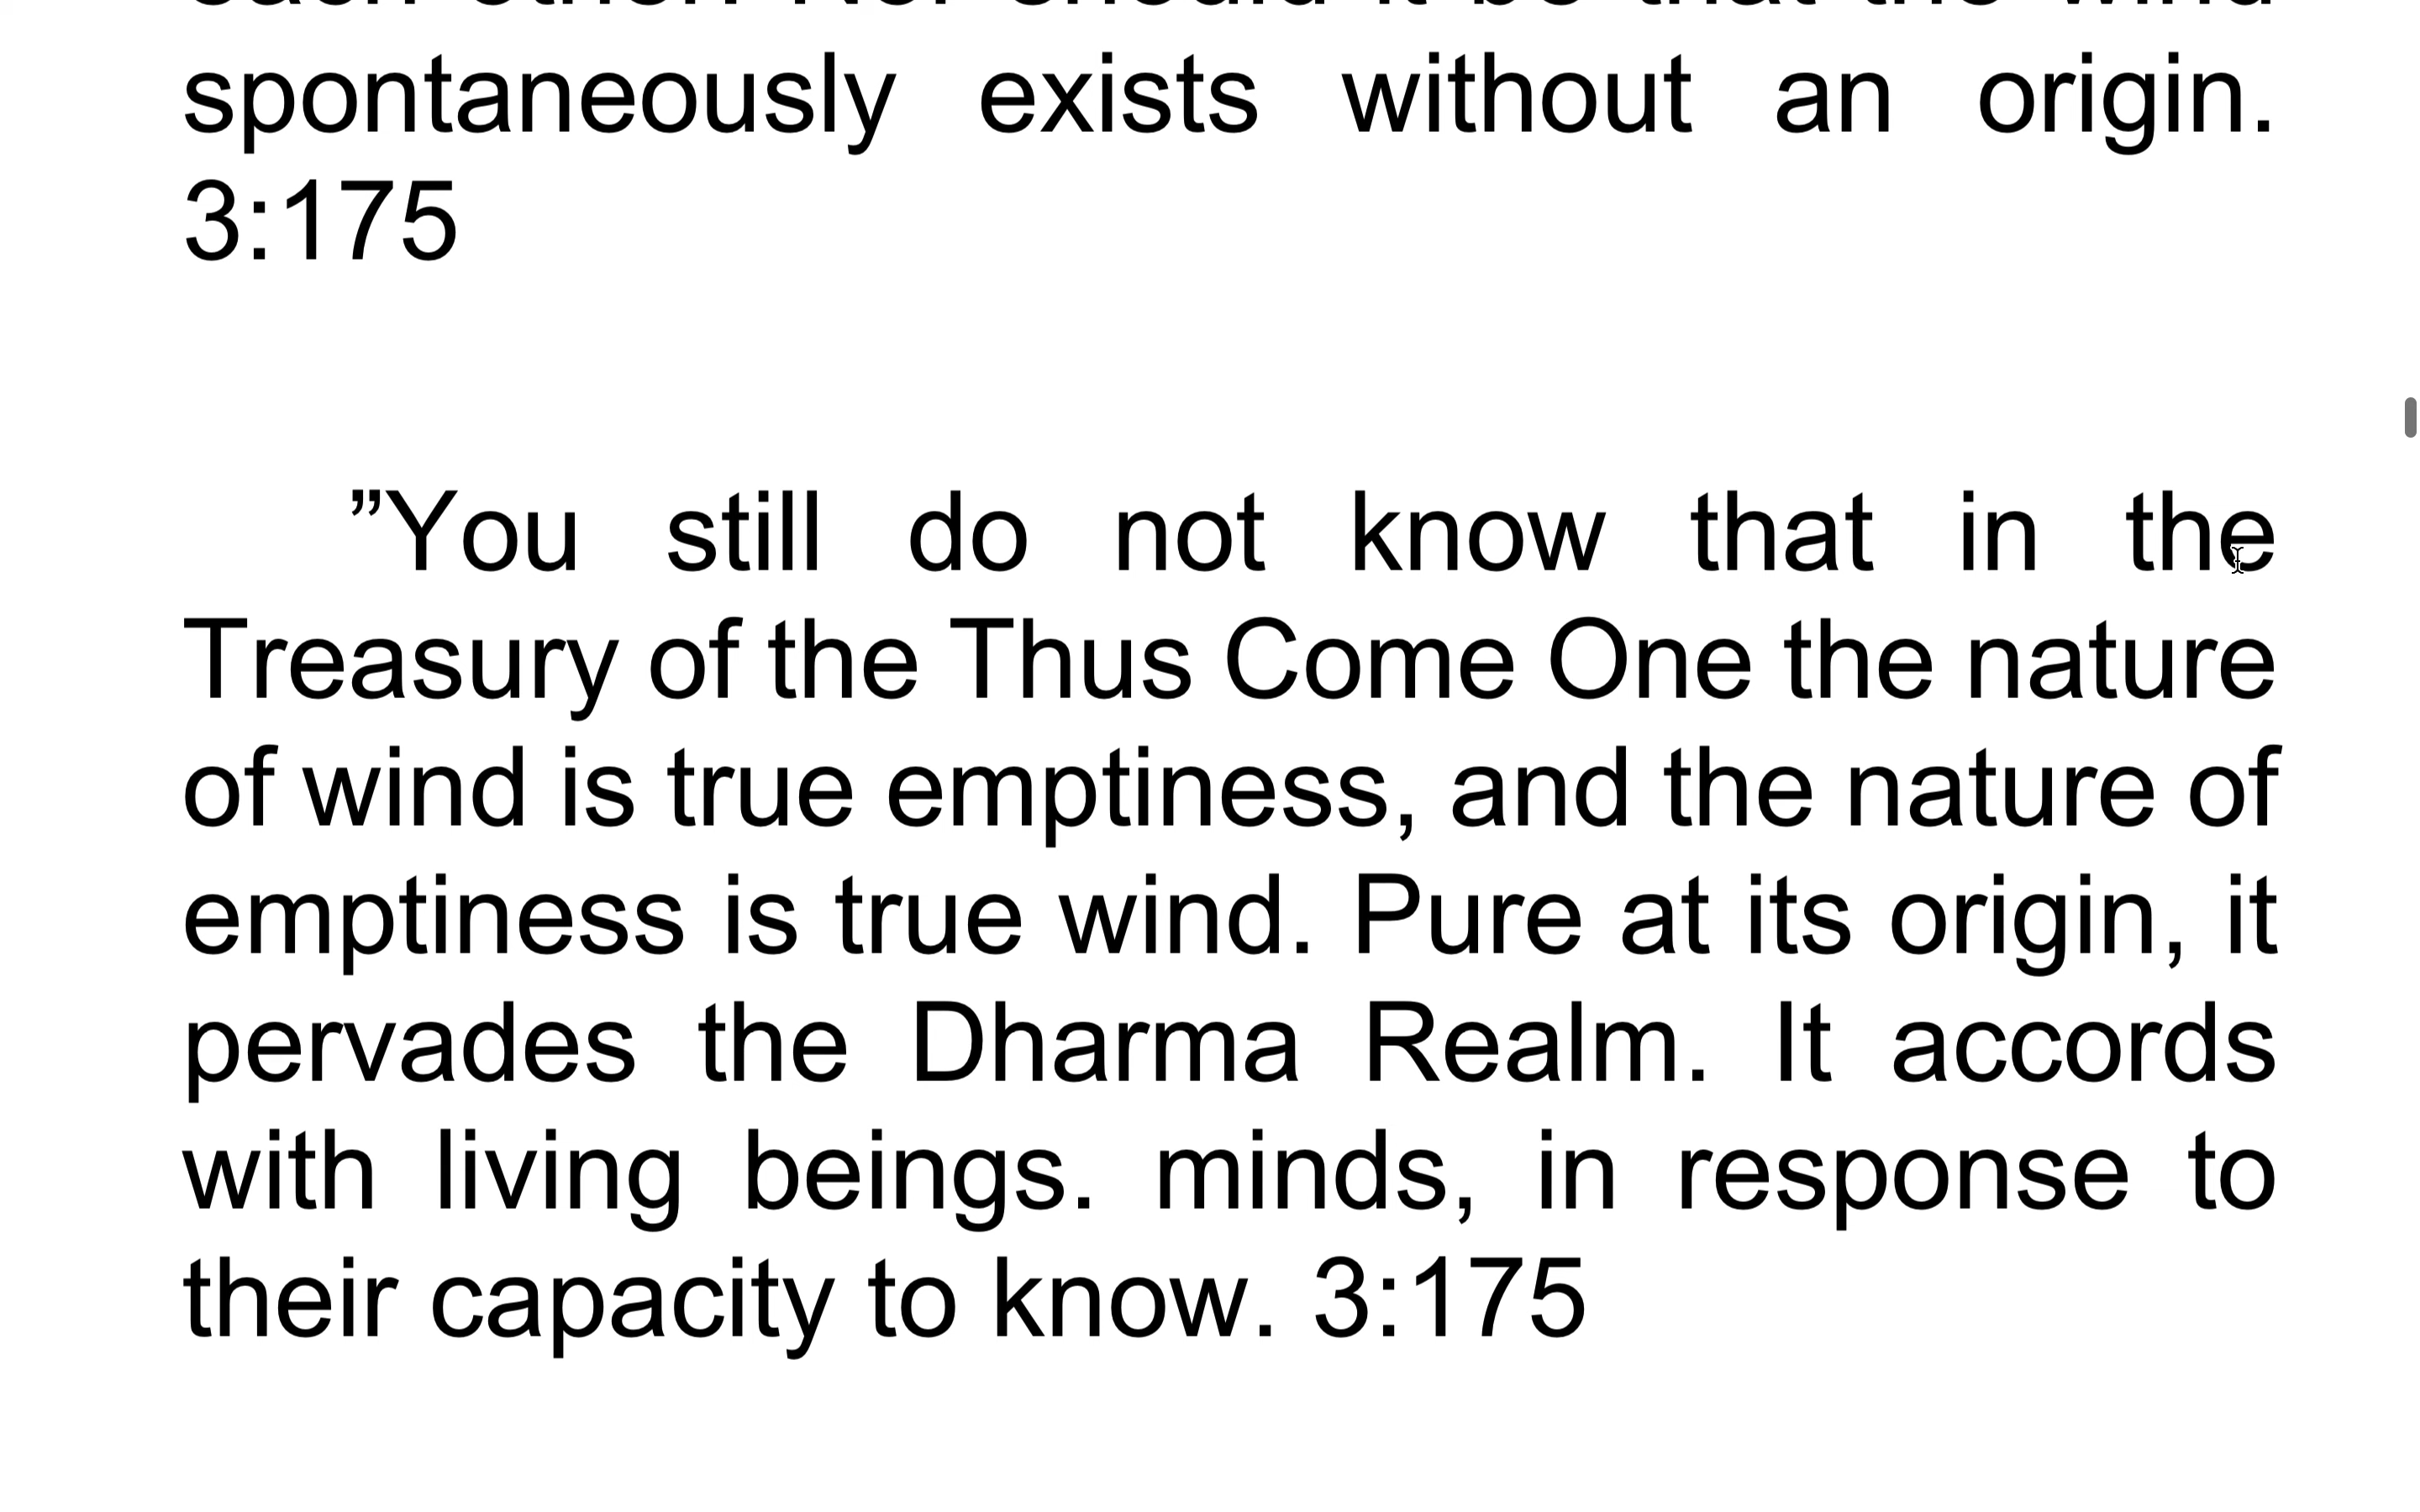 spontaneously exists without an origin.
3:175
”You still do not know that in the
Treasury of the Thus Come One the nature
of wind is true emptiness, and the nature of
emptiness is true wind. Pure at its origin, it
pervades the Dharma Realm. It accords
with living beings. minds, in response to
their capacity to know. 3:175